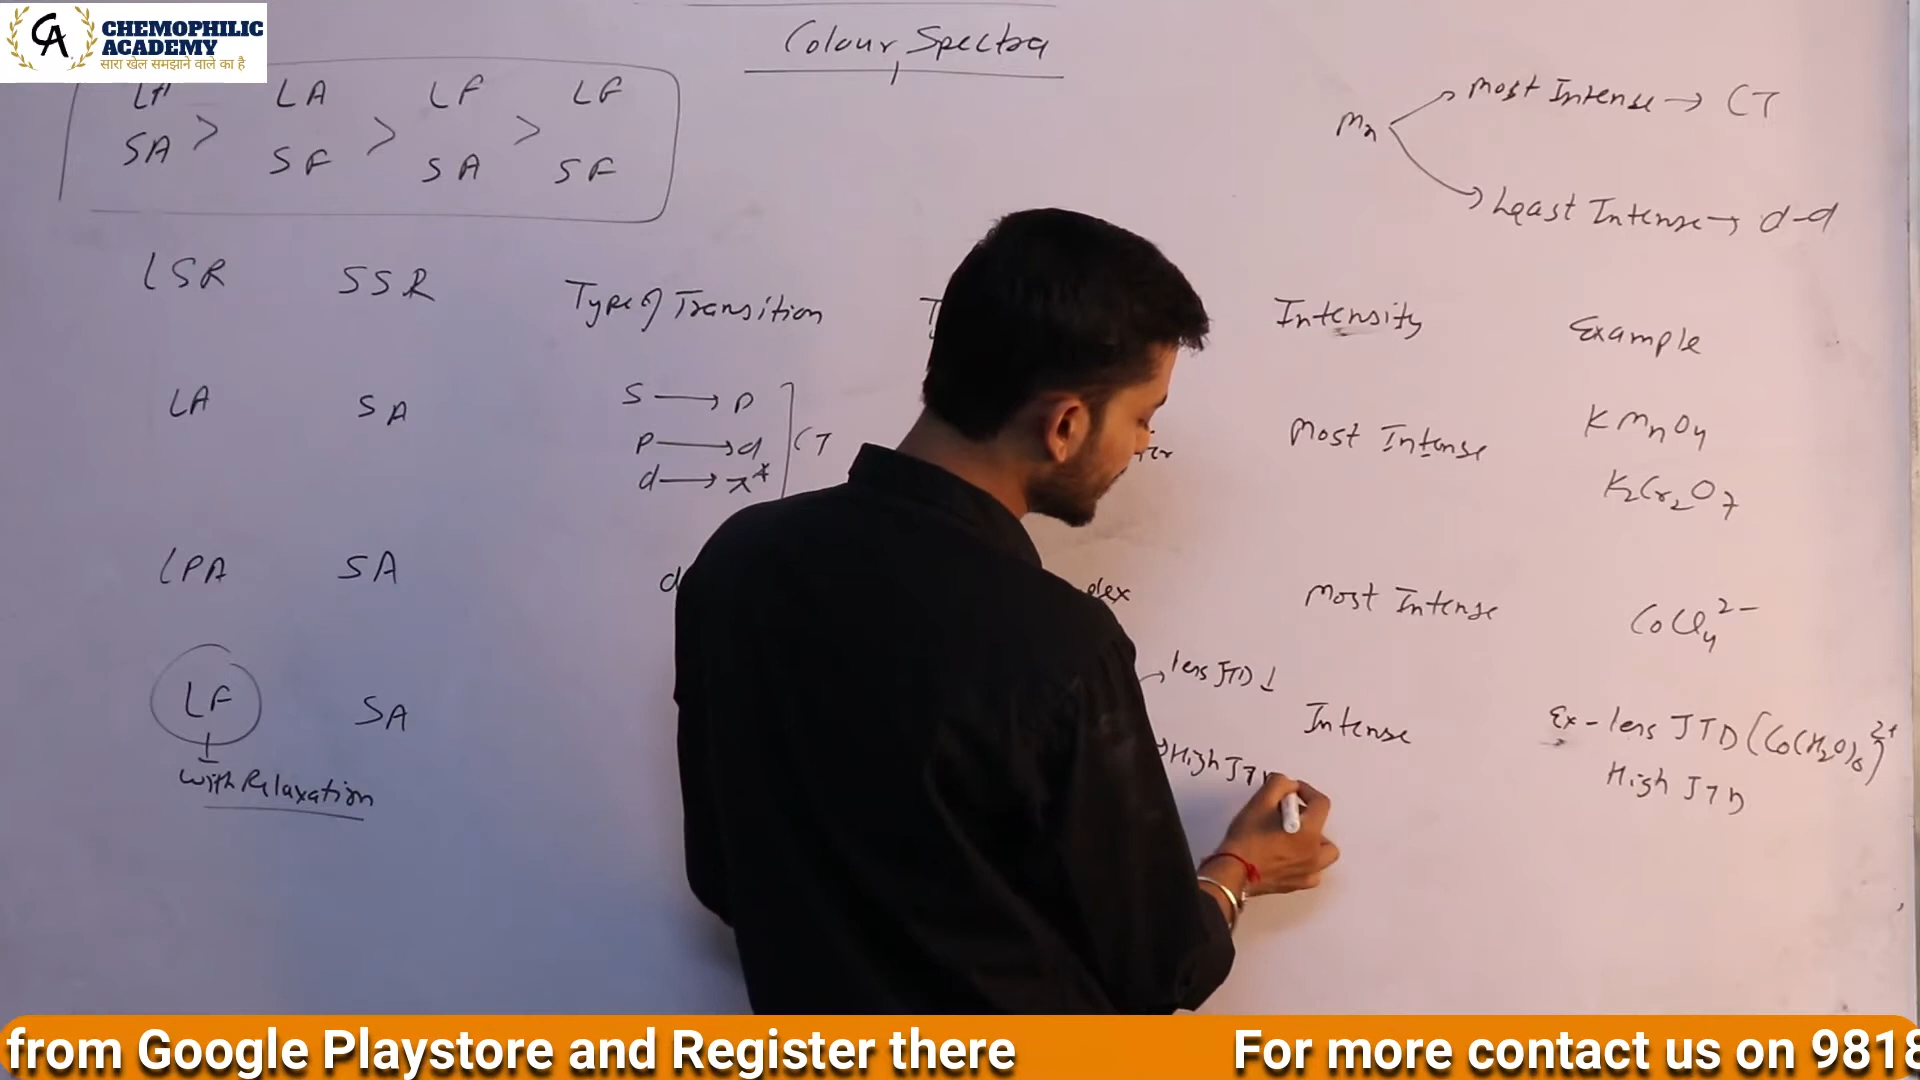 CHEMOPHILIC
ACADEMY
सारा खेल समझाने वाले का है
CA
Colour Spectra
LA > LA > LF > LF
SA SF SA SF
Mn
Most Intense → CT
Least Intense → d-d
LSR SSR Type of Transition Intensity Example
LA SA
S → P
P → d
d → π*
CT
Most Intense
KMnO4
K2Cr2O7
LPA SA Most Intense CoCl4 2-
LF SA
less JTD ↓
High JT
Intense
Ex - less JTD [Co(H2O)6]2+
High JTD
with Relaxation
from Google Playstore and Register there
For more contact us on 9818